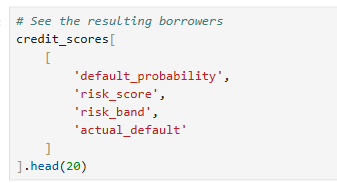 # See the resulting borrowers
credit_scores[
    [
        'default_probability',
        'risk_score',
        'risk_band',
        'actual_default'
    ]
].head(20)